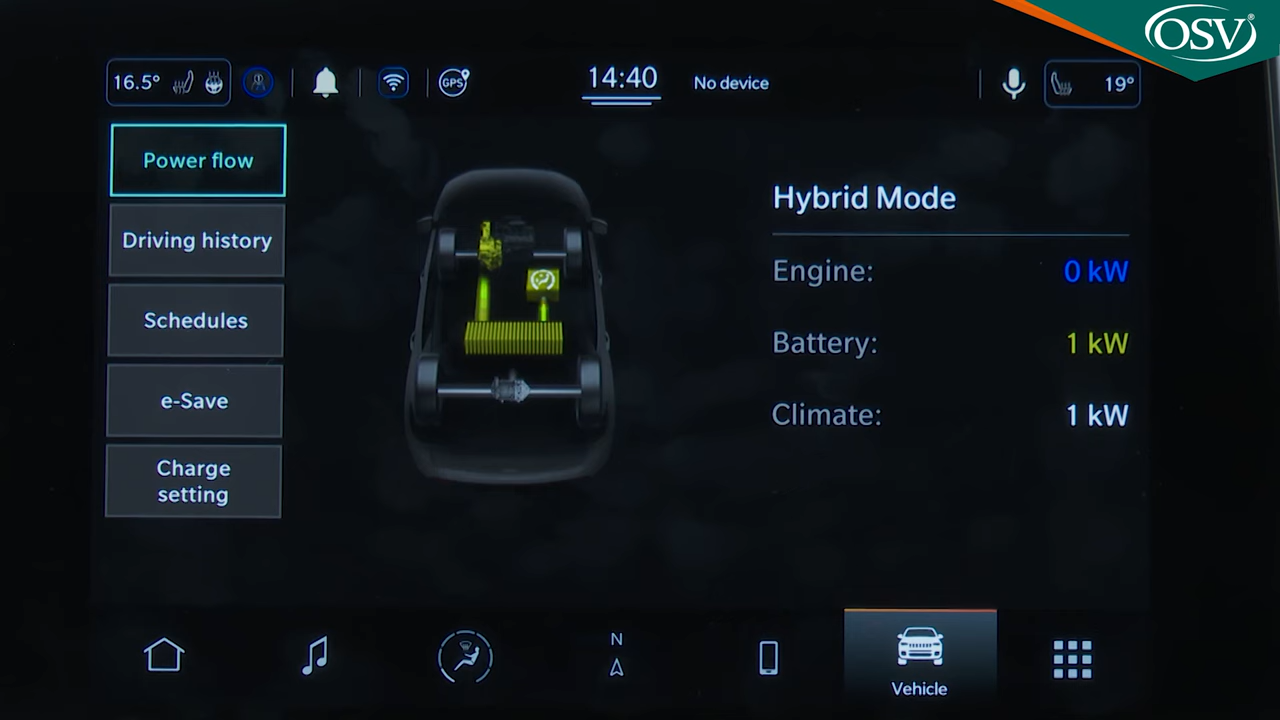 OSV®
16.5°
GPS
14:40
No device
19°
Power flow
Driving history
Schedules
e-Save
Charge
setting
Hybrid Mode
Engine: 0 kW
Battery: 1 kW
Climate: 1 kW
N
Vehicle